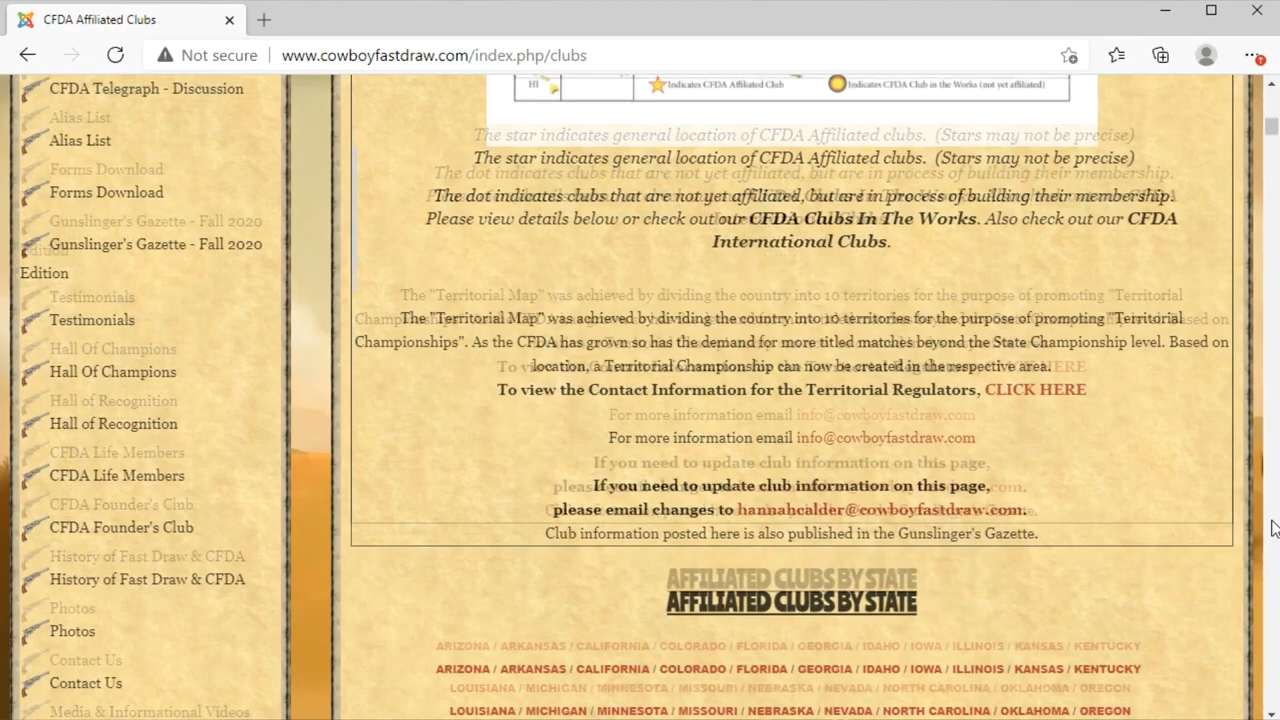 CFDA Affiliated Clubs
Not secure
www.cowboyfastdraw.com/index.php/clubs
CFDA Telegraph - Discussion
Alias List
Forms Download
Gunslinger's Gazette - Fall 2020
Edition
Testimonials
Hall Of Champions
Hall of Recognition
CFDA Life Members
CFDA Founder's Club
History of Fast Draw & CFDA
Photos
Contact Us
Media & Informational Videos
HI
Indicates CFDA Affiliated Club
Indicates CFDA Club in the Works (not yet affiliated)
The star indicates general location of CFDA Affiliated clubs. (Stars may not be precise)
The dot indicates clubs that are not yet affiliated, but are in process of building their membership.
Please view details below or check out our CFDA Clubs In The Works. Also check out our CFDA
International Clubs.
The "Territorial Map" was achieved by dividing the country into 10 territories for the purpose of promoting "Territorial
Championships". As the CFDA has grown so has the demand for more titled matches beyond the State Championship level. Based on
location, a Territorial Championship can now be created in the respective area.
To view the Contact Information for the Territorial Regulators, CLICK HERE
For more information email info@cowboyfastdraw.com
If you need to update club information on this page,
please email changes to hannahcalder@cowboyfastdraw.com.
Club information posted here is also published in the Gunslinger's Gazette.
AFFILIATED CLUBS BY STATE
ARIZONA / ARKANSAS / CALIFORNIA / COLORADO / FLORIDA / GEORGIA / IDAHO / IOWA / ILLINOIS / KANSAS / KENTUCKY
LOUISIANA / MICHIGAN / MINNESOTA / MISSOURI / NEBRASKA / NEVADA / NORTH CAROLINA / OKLAHOMA / OREGON